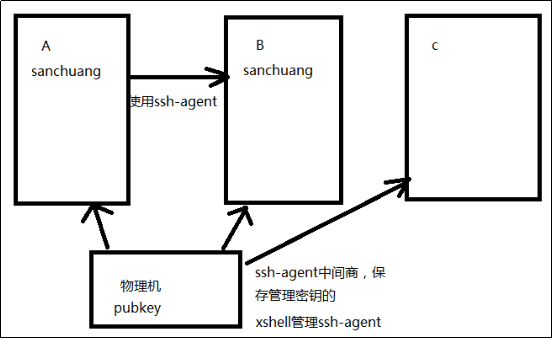 A
sanchuang
B
sanchuang
c
使用ssh-agent
物理机
pubkey
ssh-agent中间商，保
存管理密钥的
xshell管理ssh-agent